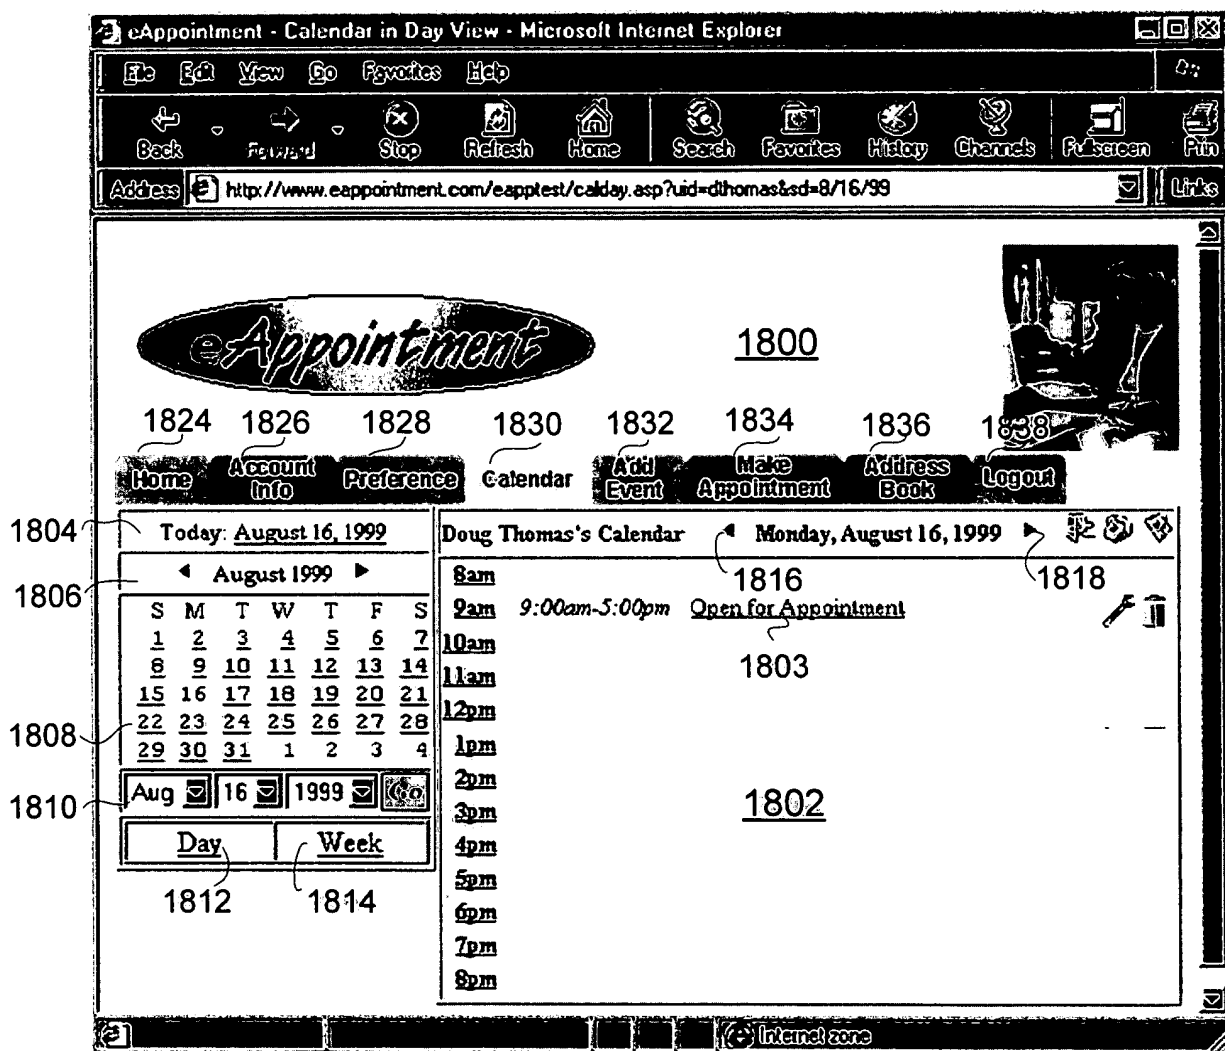 eAppointment - Calendar in Day View - Microsoft Internet Explorer
File Edit View Go Favorites Help
Back Forward Stop Refresh Home Search Favorites History Channels Fullscreen Prin
Address http://www.eappointment.com/eapptest/calday.asp?uid=dthomas&sd=8/16/99 Links
eAppointment
1800
1824 1826 1828 1830 1832 1834 1836 1838
Home Account Info Preference Calendar Add Event Make Appointment Address Book Logout
1804 Today: August 16, 1999
Doug Thomas's Calendar Monday, August 16, 1999
1806 August 1999
1816 1818
S M T W T F S
1 2 3 4 5 6 7
8 9 10 11 12 13 14
15 16 17 18 19 20 21
1808 22 23 24 25 26 27 28
29 30 31 1 2 3 4
1810 Aug 16 1999 Go
Day Week
1812 1814
8am
9am 9:00am-5:00pm Open for Appointment
1803
10am
11am
12pm
1pm
2pm
3pm
1802
4pm
5pm
6pm
7pm
8pm
Internet zone